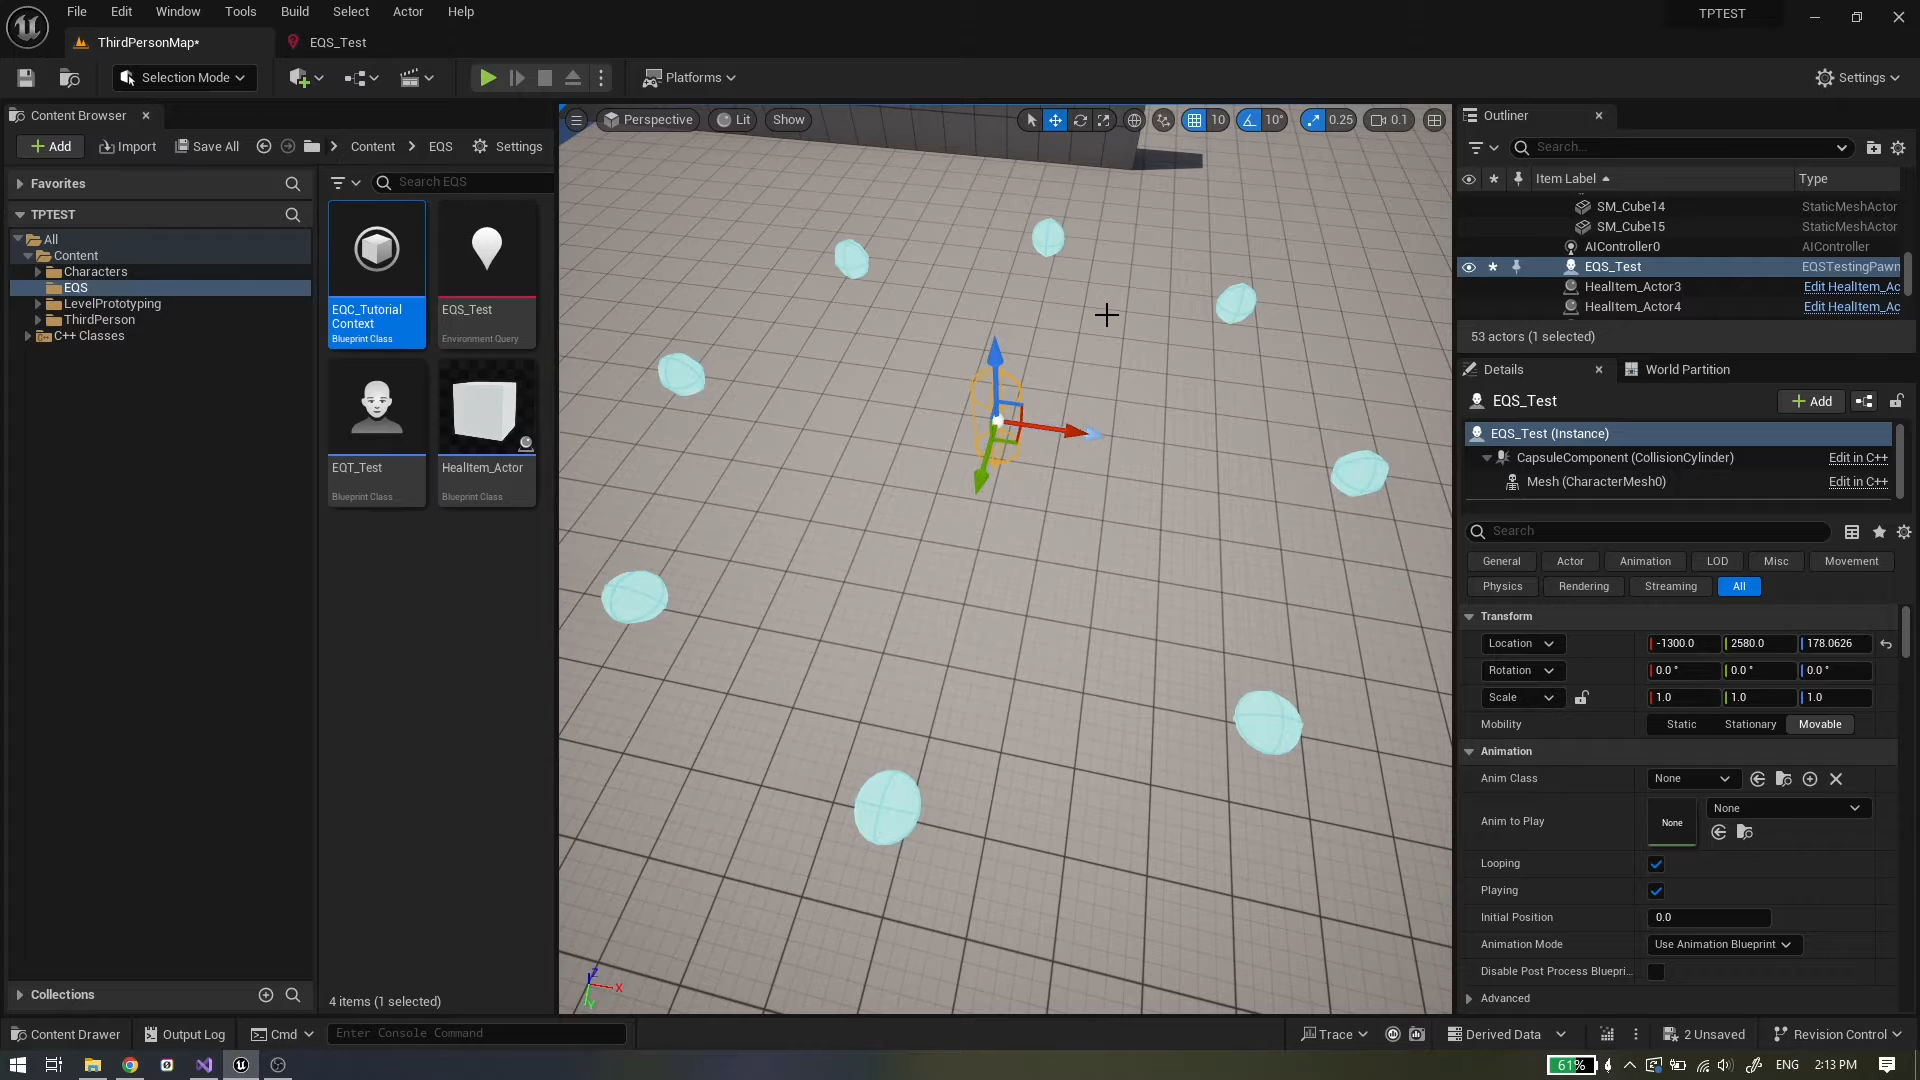 File Edit Window Tools Build Select Actor Help
TPTEST
ThirdPersonMap*
EQS_Test
Selection Mode
Platforms
Settings
Content Browser
Add
Import
Save All
Content
EQS
Settings
Favorites
Search EQS
TPTEST
All
Content
Characters
EQS
LevelPrototyping
ThirdPerson
C++ Classes
EQC_Tutorial
Context
Blueprint Class
EQS_Test
Environment Query
EQT_Test
Blueprint Class
HealItem_Actor
Blueprint Class
Collections
4 items (1 selected)
Perspective
Lit
Show
10
10°
0.25
0.1
Z
X
Y
Outliner
Search...
Item Label
Type
SM_Cube14
StaticMeshActor
SM_Cube15
StaticMeshActor
AIController0
AIController
EQS_Test
EQSTestingPawn
HealItem_Actor3
Edit HealItem_Ac
HealItem_Actor4
Edit HealItem_Ac
53 actors (1 selected)
Details
World Partition
EQS_Test
Add
EQS_Test (Instance)
CapsuleComponent (CollisionCylinder)
Edit in C++
Mesh (CharacterMesh0)
Edit in C++
Search
General
Actor
Animation
LOD
Misc
Movement
Physics
Rendering
Streaming
All
Transform
Location
-1300.0
2580.0
178.0626
Rotation
0.0 °
0.0 °
0.0 °
Scale
1.0
1.0
1.0
Mobility
Static
Stationary
Movable
Animation
Anim Class
None
Anim to Play
None
None
Looping
Playing
Initial Position
0.0
Animation Mode
Use Animation Blueprint
Disable Post Process Bluepri...
Advanced
Content Drawer
Output Log
Cmd
Enter Console Command
Trace
Derived Data
2 Unsaved
Revision Control
61%
ENG
2:13 PM